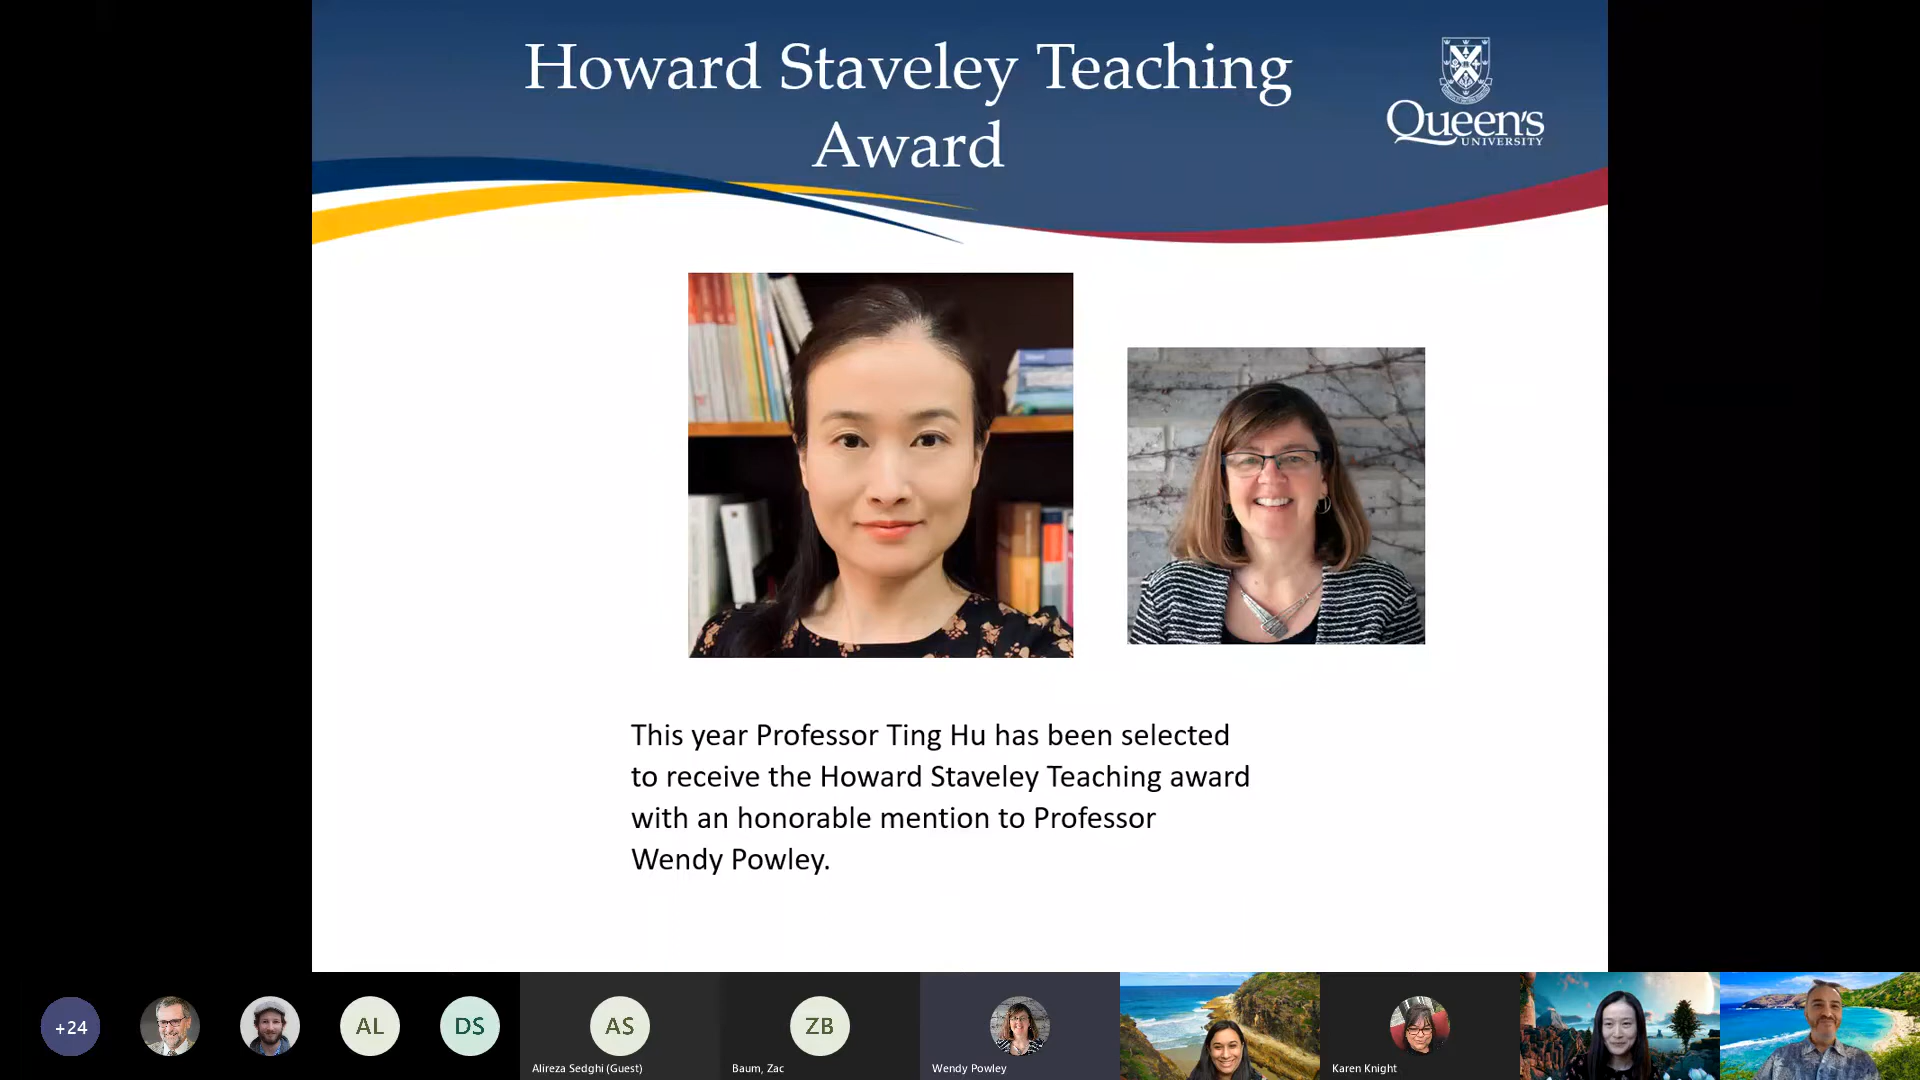 Howard Staveley Teaching
Award
Queen's
UNIVERSITY
This year Professor Ting Hu has been selected
to receive the Howard Staveley Teaching award
with an honorable mention to Professor
Wendy Powley.
+24
AL
DS
AS
ZB
Alireza Sedghi (Guest)
Baum, Zac
Wendy Powley
Karen Knight